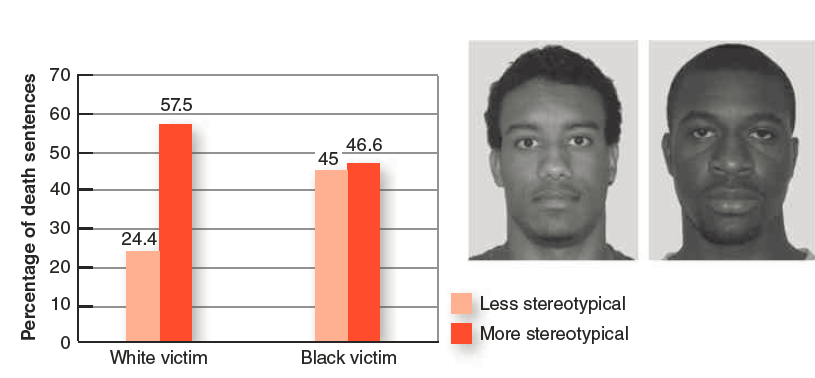 Percentage of death sentences
70
60
50
40
30
20
10
0
24.4
57.5
45
46.6
White victim
Black victim
Less stereotypical
More stereotypical